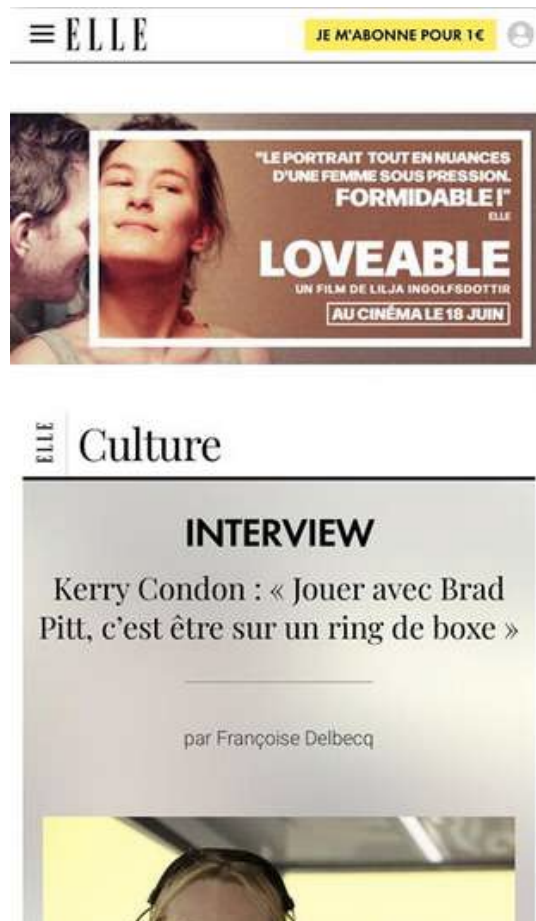 ELLE
JE M'ABONNE POUR 1€
"LE PORTRAIT TOUT EN NUANCES
D'UNE FEMME SOUS PRESSION.
FORMIDABLE !"
ELLE
LOVEABLE
UN FILM DE LILJA INGOLFSDOTTIR
AU CINÉMA LE 18 JUIN
ELLE
Culture
INTERVIEW
Kerry Condon : « Jouer avec Brad
Pitt, c’est être sur un ring de boxe »
par Françoise Delbecq